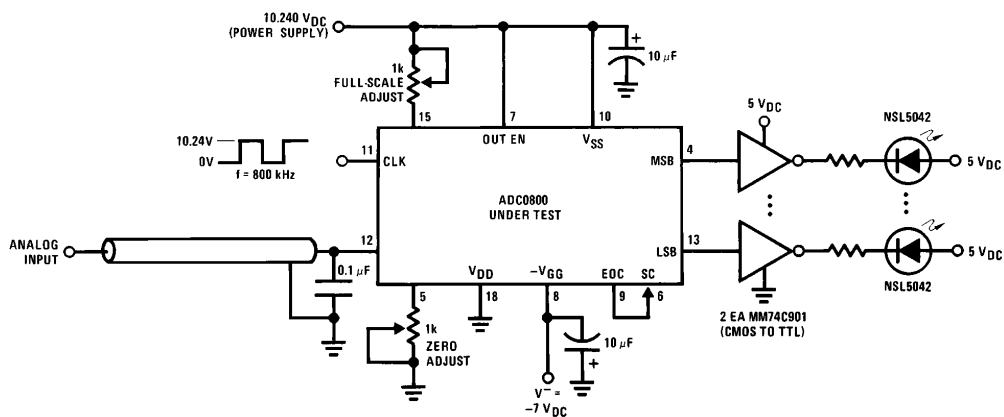 10.240 VDC
(POWER SUPPLY)
1k
FULL-SCALE
ADJUST
+
10 µF
15
7
10
OUT EN
VSS
5 VDC
NSL5042
10.24V
0V
f = 800 kHz
11
CLK
MSB
4
5 VDC
ADC0800
UNDER TEST
ANALOG
INPUT
12
0.1 µF
LSB
13
5 VDC
NSL5042
VDD
–VGG
EOC
SC
5
18
8
9
6
2 EA MM74C901
(CMOS TO TTL)
1k
ZERO
ADJUST
10 µF
+
V– ≈
–7 VDC